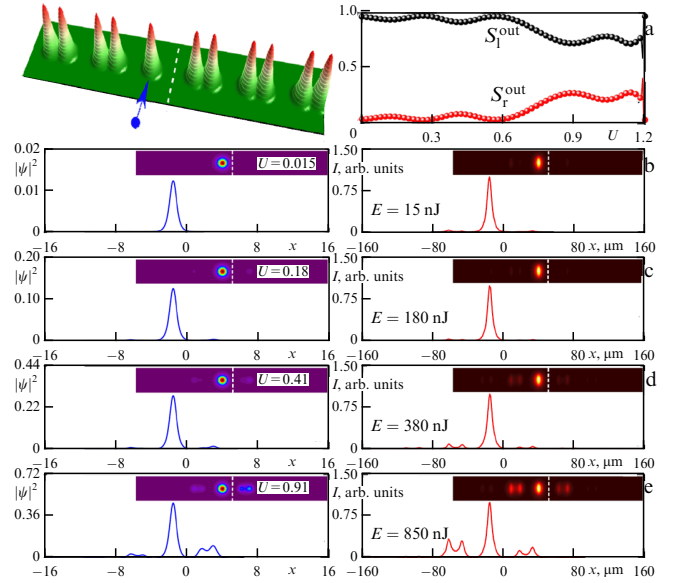 1.0
a
S_l^out
0.5
S_r^out
0
0.3
0.6
0.9
U
1.2
0.02
|ψ|²
0.01
0
U = 0.015
−16
−8
0
8
x
16
1.50
I, arb. units
b
0.75
E = 15 nJ
0
−160
−80
0
80
x, μm
160
0.20
|ψ|²
0.10
0
U = 0.18
−16
−8
0
8
x
16
1.50
I, arb. units
c
0.75
E = 180 nJ
0
−160
−80
0
80
x, μm
160
0.44
|ψ|²
0.22
0
U = 0.41
−16
−8
0
8
x
16
1.50
I, arb. units
d
0.75
E = 380 nJ
0
−160
−80
0
80
x, μm
160
0.72
|ψ|²
0.36
0
U = 0.91
−16
−8
0
8
x
16
1.50
I, arb. units
e
0.75
E = 850 nJ
0
−160
−80
0
80
x, μm
160